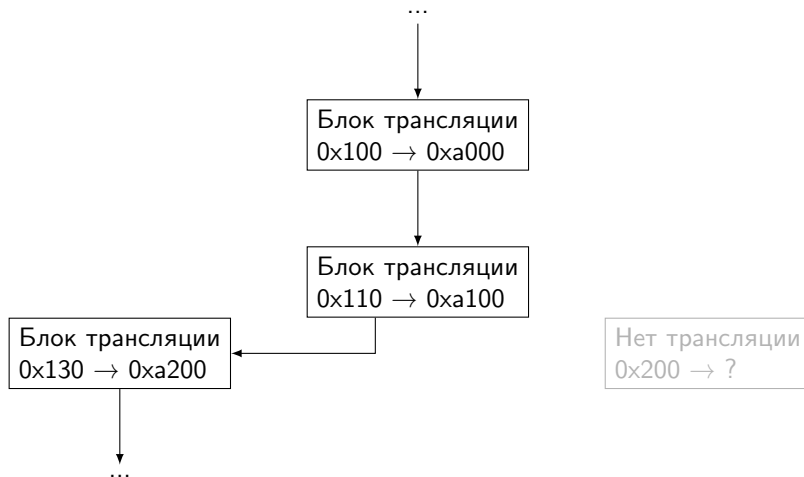 ...
Блок трансляции
0x100 → 0xa000
Блок трансляции
0x110 → 0xa100
Блок трансляции
0x130 → 0xa200
Нет трансляции
0x200 → ?
...